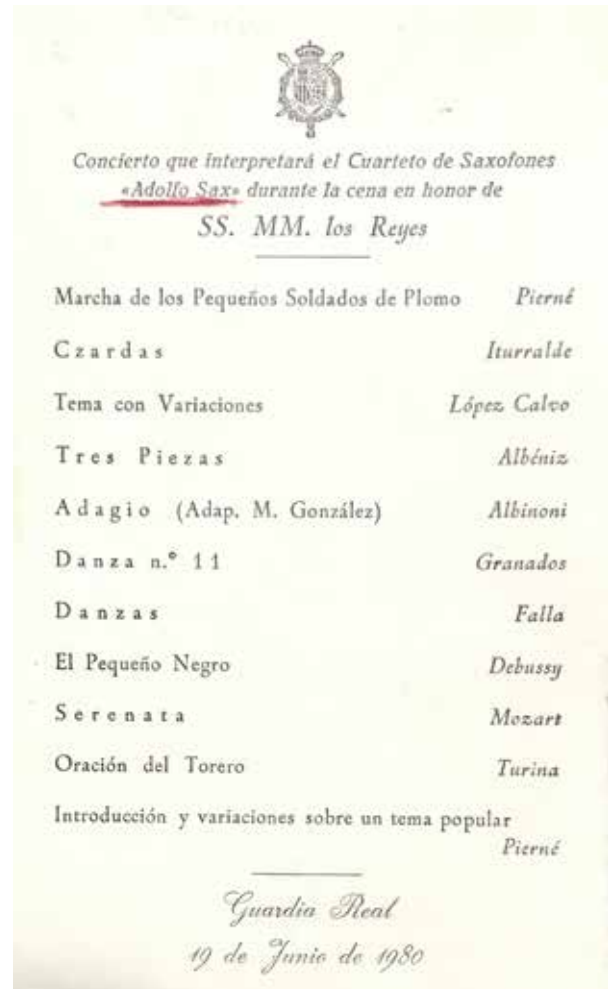 Concierto que interpretará el Cuarteto de Saxofones
«Adolfo Sax» durante la cena en honor de
SS. MM. los Reyes
Marcha de los Pequeños Soldados de Plomo Pierné
Czardas Iturralde
Tema con Variaciones López Calvo
Tres Piezas Albéniz
Adagio (Adap. M. González) Albinoni
Danza n.º 11 Granados
Danzas Falla
El Pequeño Negro Debussy
Serenata Mozart
Oración del Torero Turina
Introducción y variaciones sobre un tema popular
Pierné
Guardia Real
19 de Junio de 1980